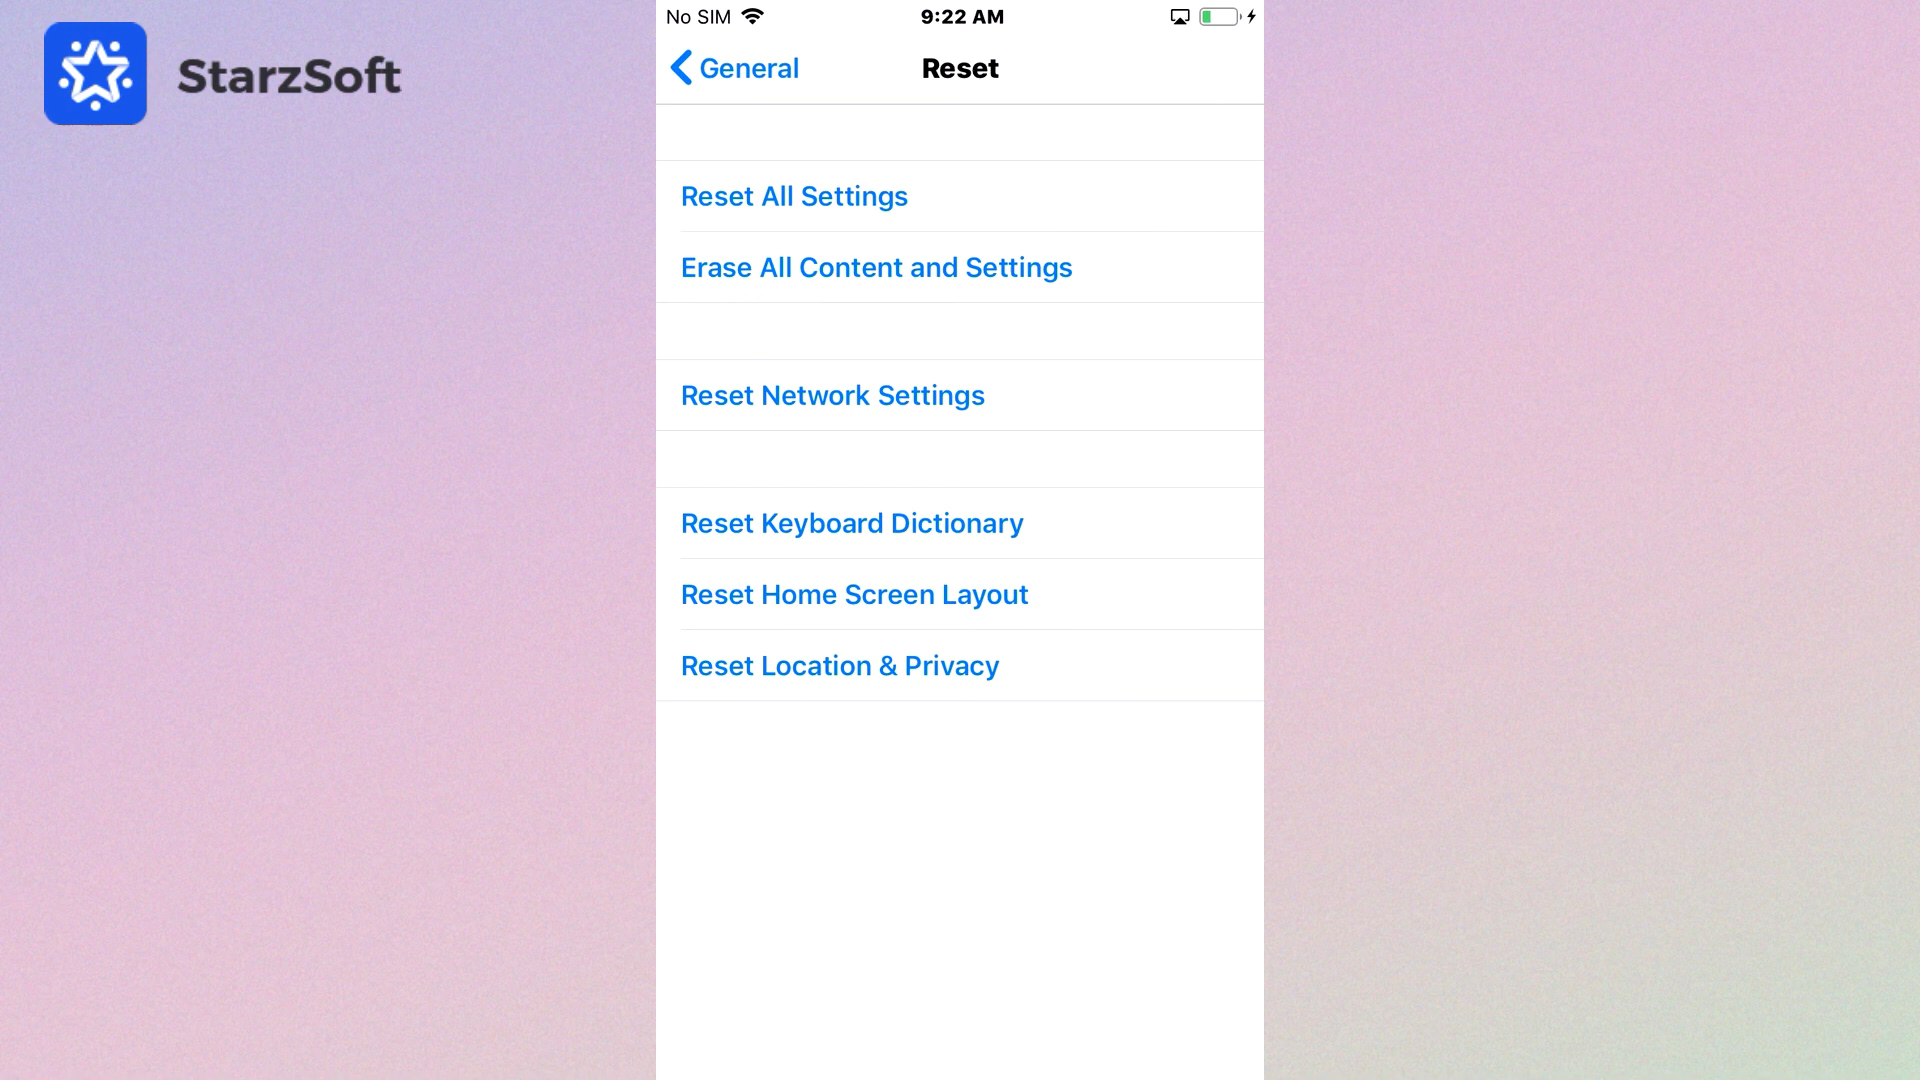 StarzSoft
No SIM
9:22 AM
General
Reset
Reset All Settings
Erase All Content and Settings
Reset Network Settings
Reset Keyboard Dictionary
Reset Home Screen Layout
Reset Location & Privacy